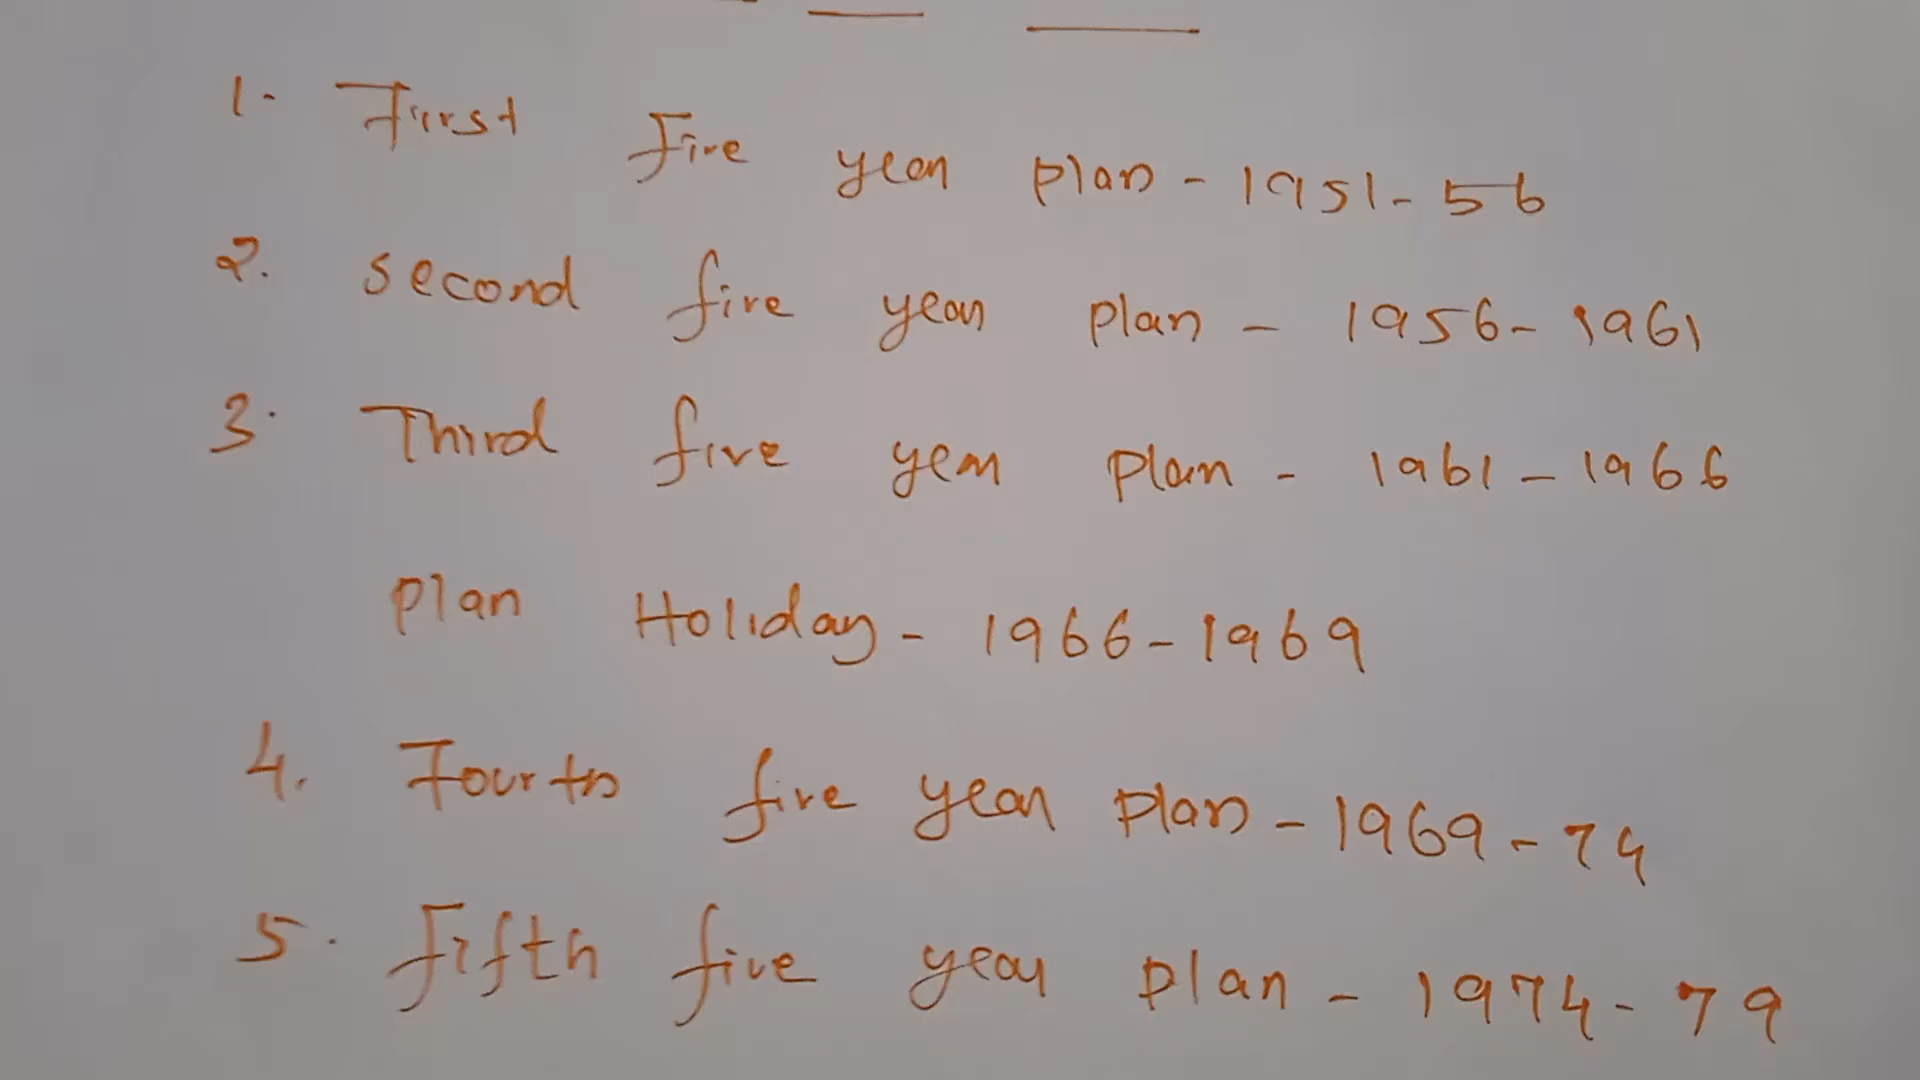 1. First Five year plan - 1951-56
2. second five year plan - 1956-1961
3. Third five year plan - 1961-1966
plan Holiday - 1966-1969
4. Fourth five year plan - 1969-74
5. Fifth five year plan - 1974-79